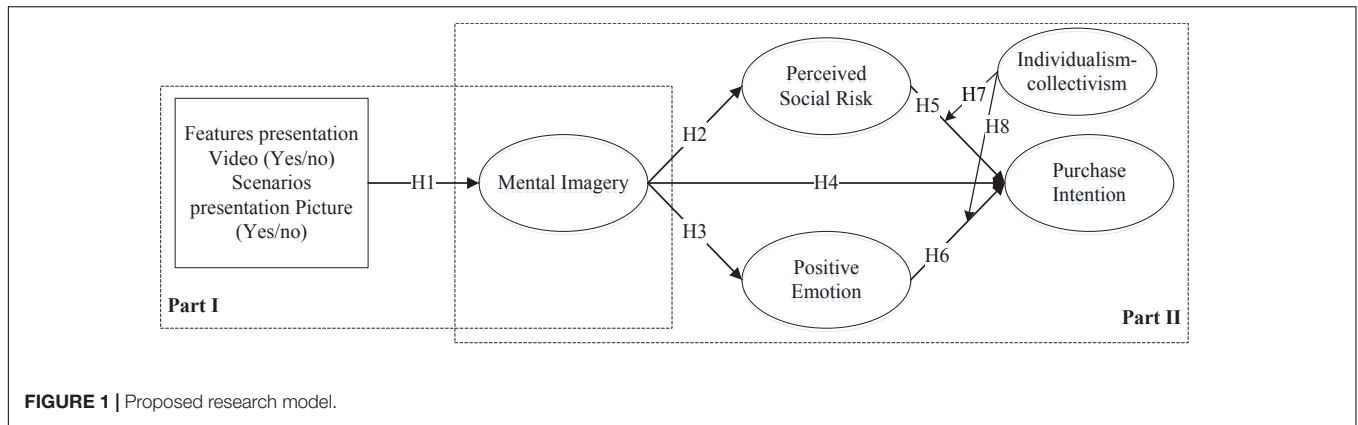 Features presentation
Video (Yes/no)
Scenarios
presentation Picture
(Yes/no)
Part I
H1
Mental Imagery
H2
H3
H4
Perceived
Social Risk
Positive
Emotion
H5
H6
H7
H8
Individualism-
collectivism
Purchase
Intention
Part II
FIGURE 1 | Proposed research model.